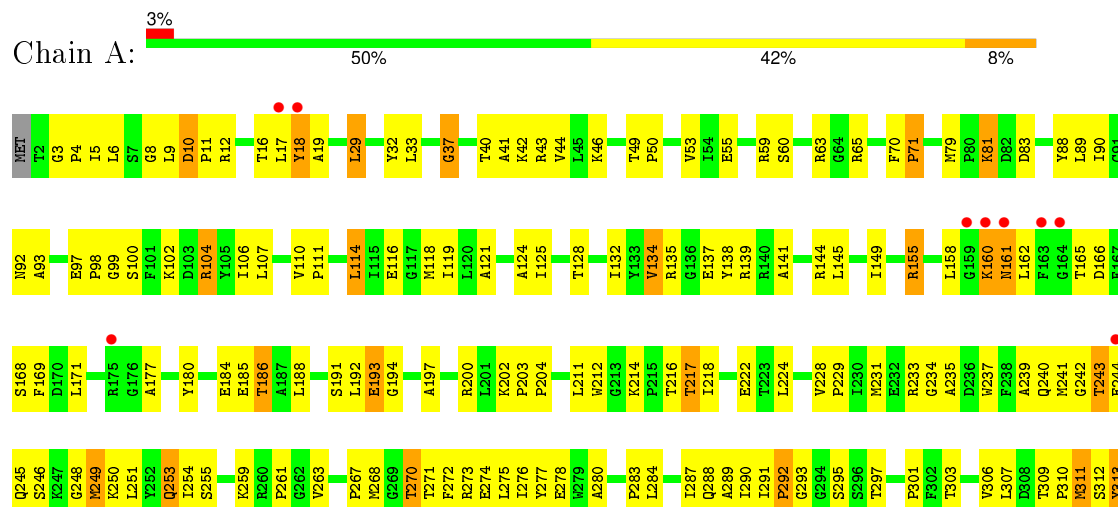 3%
Chain A:
50% 42% 8%
MET T2 G3 P4 I5 L6 S7 G8 L9 D10 P11 R12 T16 L17 Y18 A19 L29 Y32 L33 G37 T40 A41 K42 R43 V44 L45 K46 T49 P50 V53 I54 E55 R59 S60 R63 G64 R65 F70 P71 M79 P80 K81 D82 D83 Y88 L89 I90
N92 A93 E97 P98 G99 S100 F101 K102 D103 R104 Y105 I106 L107 V110 P111 L114 I115 E116 G117 M118 I119 L120 A121 A124 I125 T128 I132 Y133 V134 R135 G136 E137 Y138 R139 R140 A141 R144 L145 I149 R155 L158 G159 K160 N161 L162 F163 G164 T165 D166
S168 F169 D170 L171 R175 G176 A177 Y180 E184 E185 T186 A187 L188 S191 L192 E193 G194 A197 R200 L201 K202 P203 P204 L211 W212 G213 K214 P215 T216 T217 I218 E222 T223 L224 V228 P229 I230 M231 E232 R233 G234 A235 D236 W237 F238 A239 Q240 M241 G242 T243
Q245 S246 K247 G248 M249 K250 L251 Y252 Q253 I254 S255 K259 R260 P261 G262 V263 P267 M268 G269 T270 T271 F272 R273 E274 L275 I276 Y277 E278 W279 A280 P283 L284 I287 Q288 A289 I290 I291 P292 G293 G294 S295 S296 T297 P301 F302 T303 V306 L307 D308 T309 P310 M311 S312